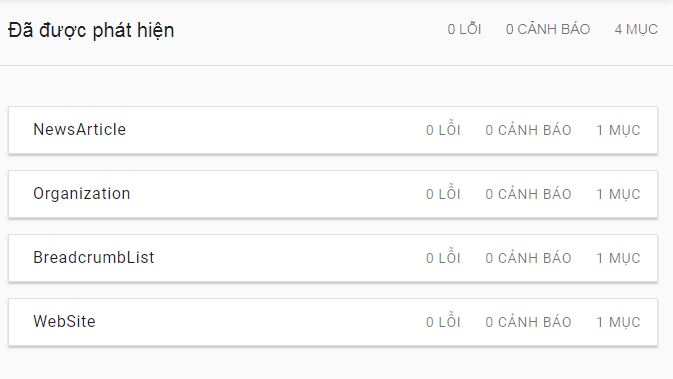 Đã được phát hiện 0 LỖI 0 CẢNH BÁO 4 MỤC
NewsArticle 0 LỖI 0 CẢNH BÁO 1 MỤC
Organization 0 LỖI 0 CẢNH BÁO 1 MỤC
BreadcrumbList 0 LỖI 0 CẢNH BÁO 1 MỤC
WebSite 0 LỖI 0 CẢNH BÁO 1 MỤC